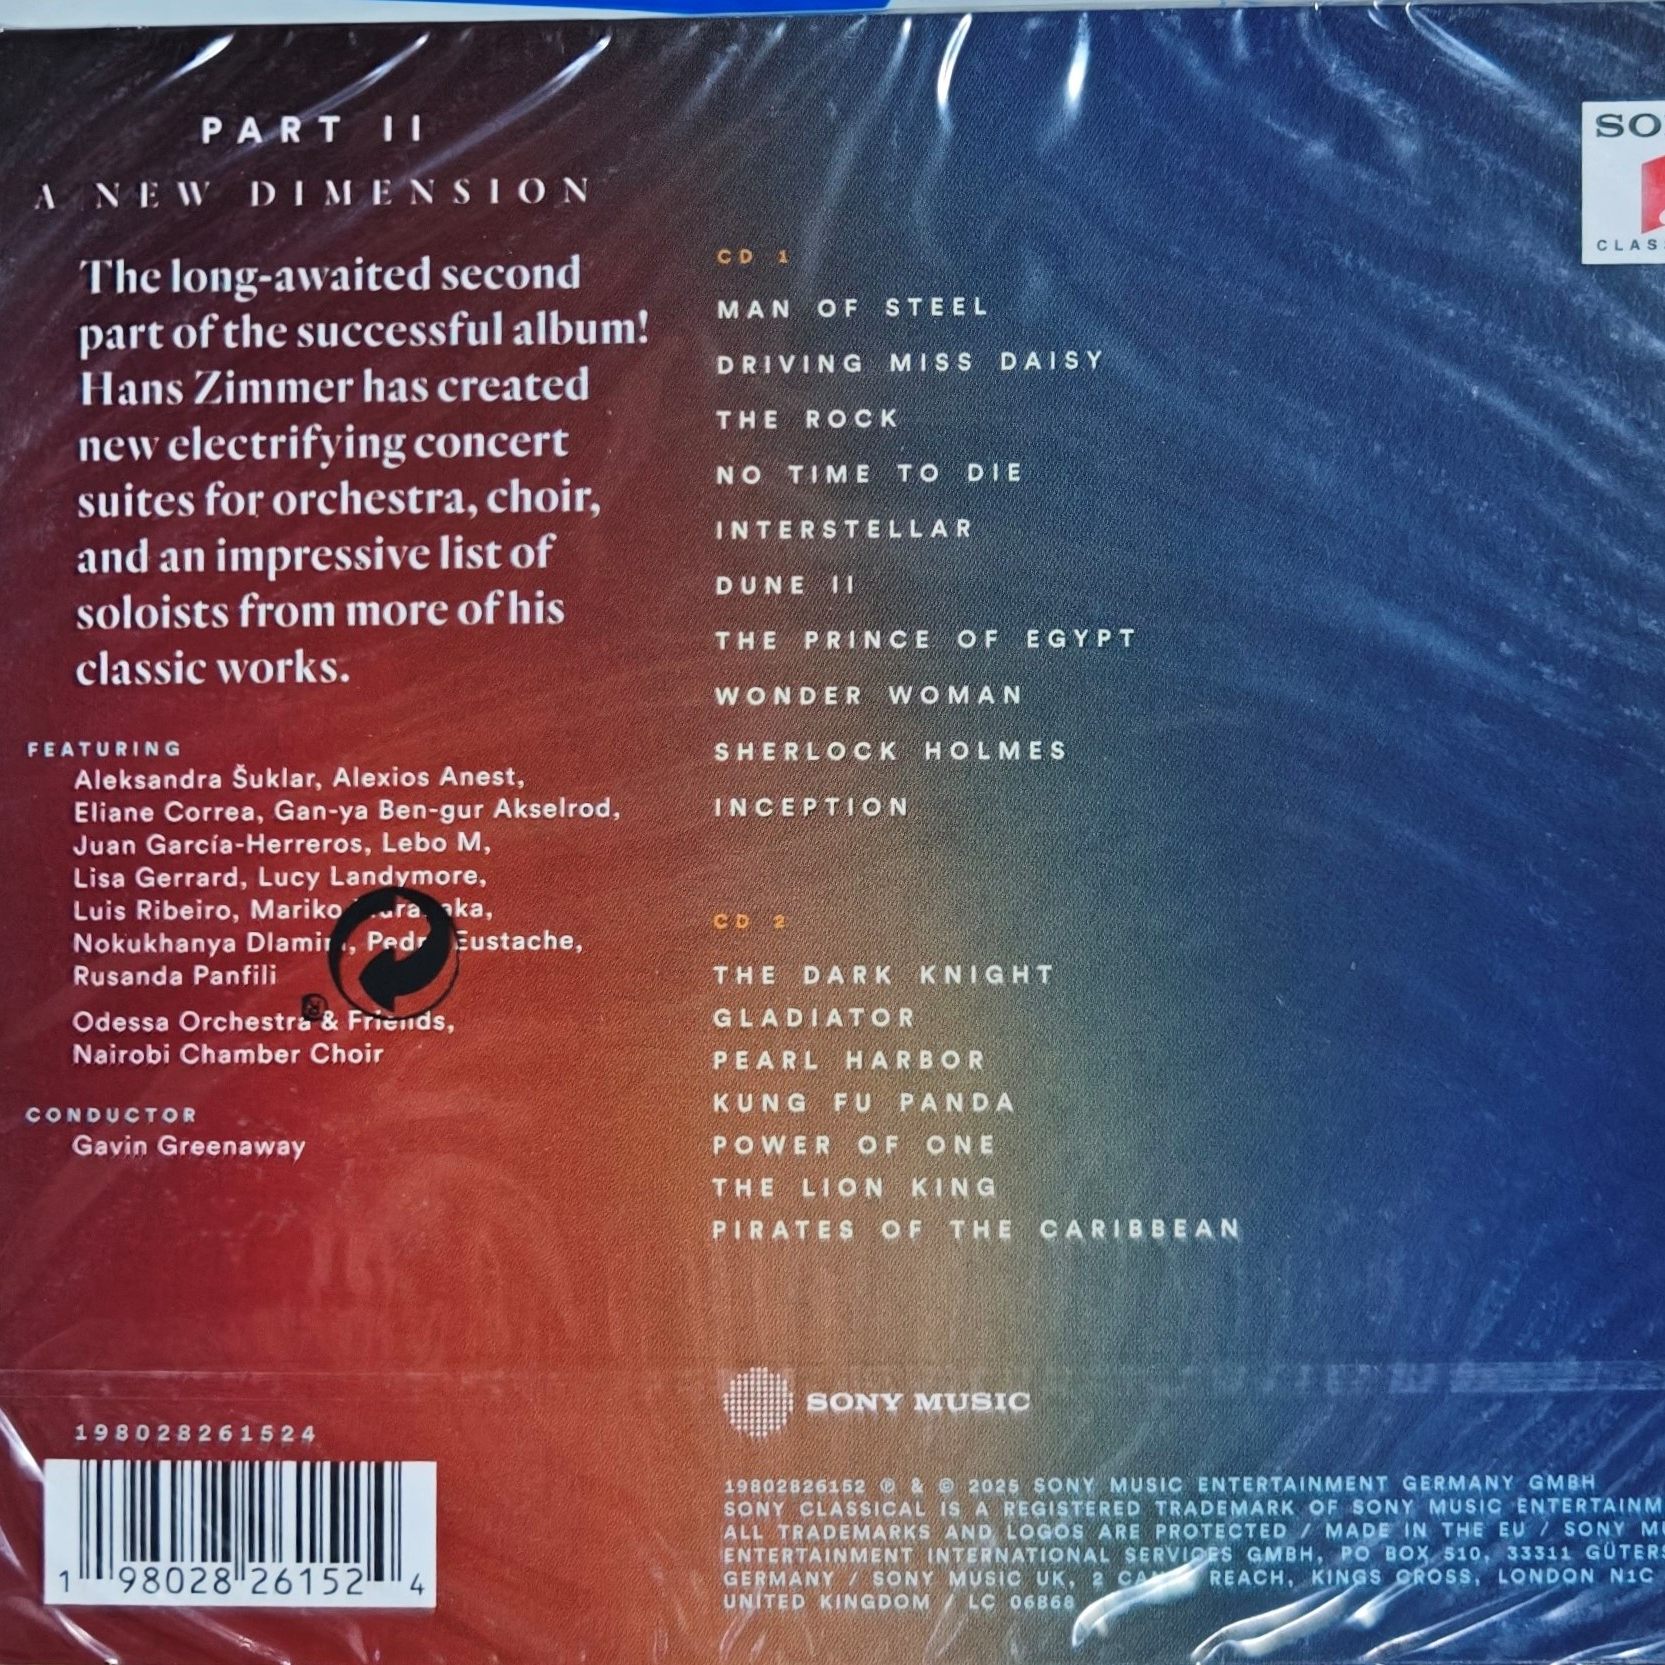 PART II
A NEW DIMENSION
The long-awaited second
part of the successful album!
Hans Zimmer has created
new electrifying concert
suites for orchestra, choir,
and an impressive list of
soloists from more of his
classic works.
FEATURING
Aleksandra Šuklar, Alexios Anest,
Eliane Correa, Gan-ya Ben-gur Akselrod,
Juan García-Herreros, Lebo M,
Lisa Gerrard, Lucy Landymore,
Luis Ribeiro, Mariko
Nokukhanya Dlamini, Pedro Eustache,
Rusanda Panfili
®
Odessa Orchestra & Friends,
Nairobi Chamber Choir
CONDUCTOR
Gavin Greenaway
198028261524
1 98028 26152 4
CD 1
MAN OF STEEL
DRIVING MISS DAISY
THE ROCK
NO TIME TO DIE
INTERSTELLAR
DUNE II
THE PRINCE OF EGYPT
WONDER WOMAN
SHERLOCK HOLMES
INCEPTION
CD 2
THE DARK KNIGHT
GLADIATOR
PEARL HARBOR
KUNG FU PANDA
POWER OF ONE
THE LION KING
PIRATES OF THE CARIBBEAN
SONY MUSIC
19802826152 ℗ & © 2025 SONY MUSIC ENTERTAINMENT GERMANY GMBH
SONY CLASSICAL IS A REGISTERED TRADEMARK OF SONY MUSIC ENTERTAINM
ALL TRADEMARKS AND LOGOS ARE PROTECTED / MADE IN THE EU / SONY MU
ENTERTAINMENT INTERNATIONAL SERVICES GMBH, PO BOX 510, 33311 GÜTERS
GERMANY / SONY MUSIC UK, 2 REACH, KINGS CROSS, LONDON N1C
UNITED KINGDOM / LC 06868
SO
CLAS